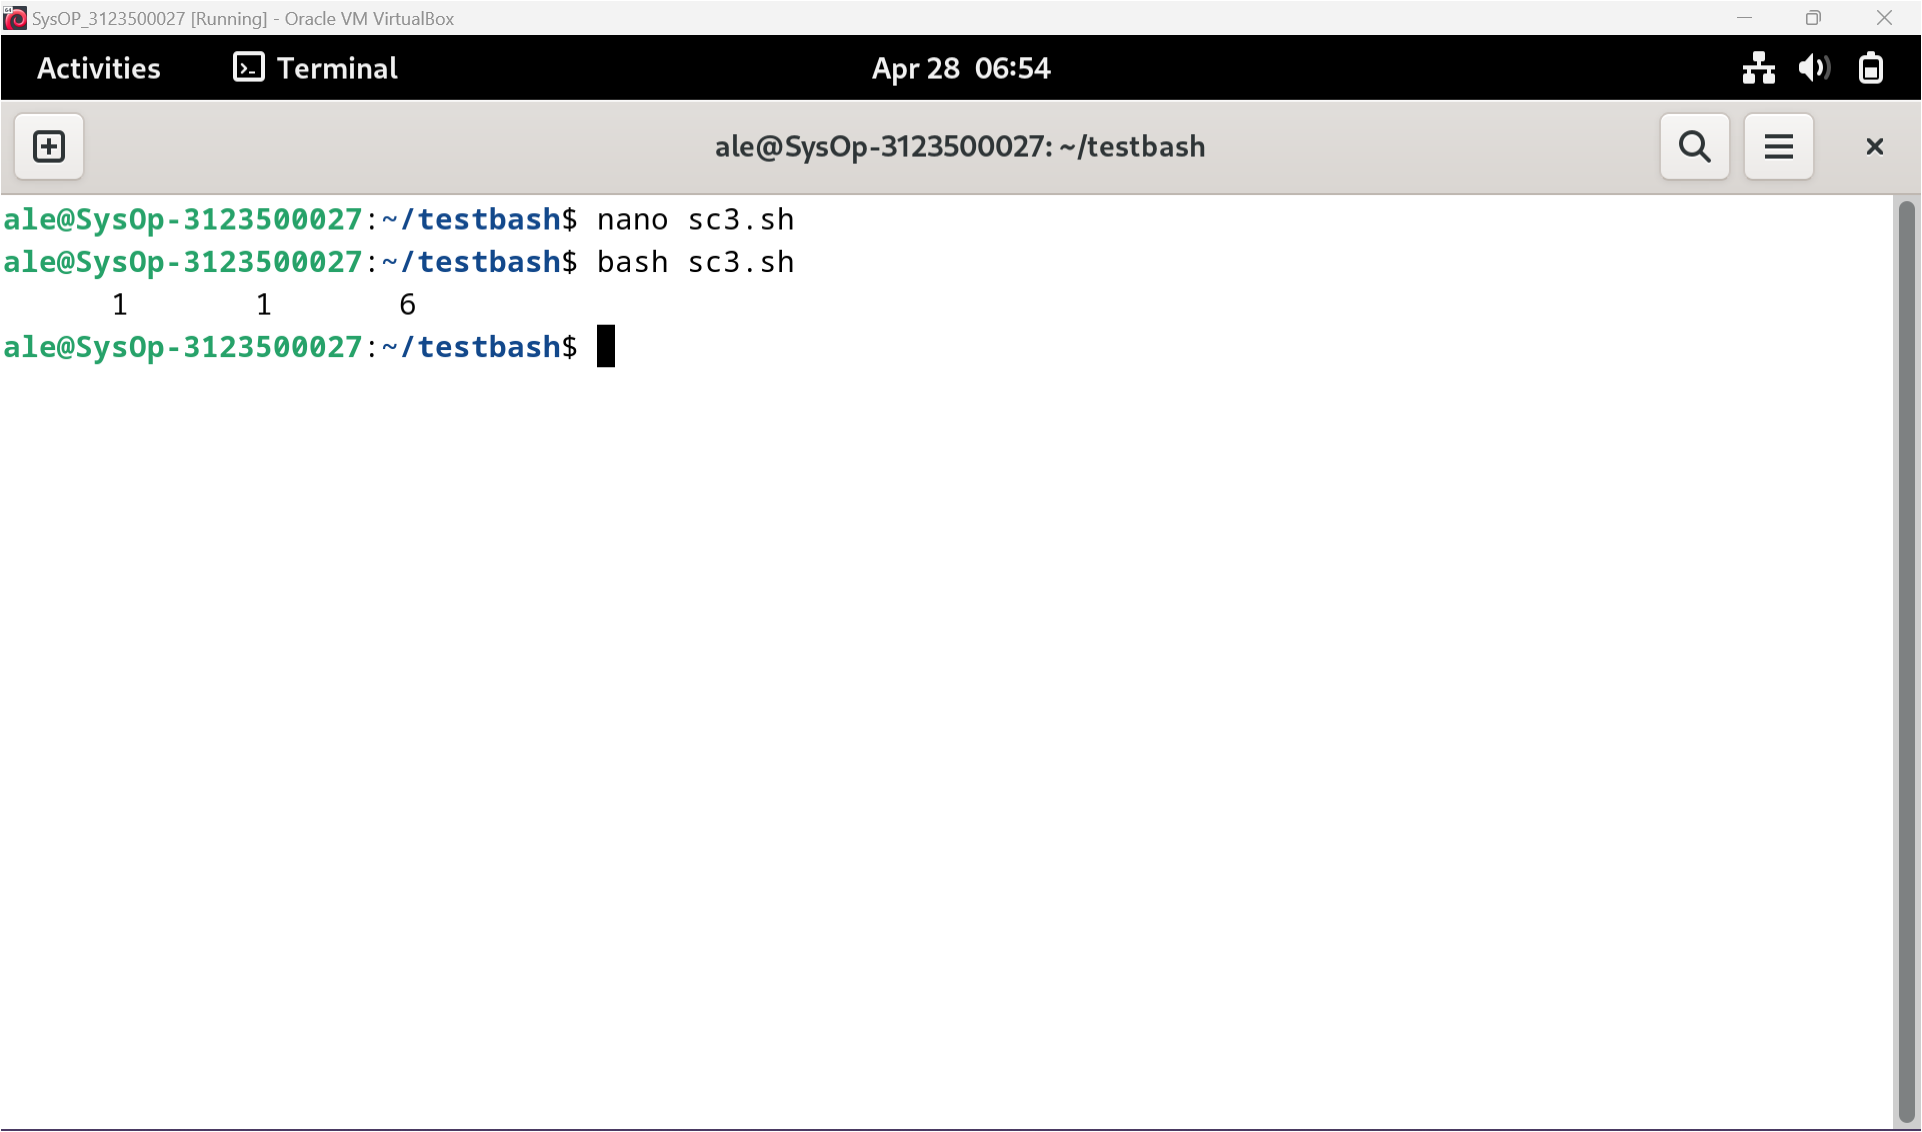 SysOP_3123500027 [Running] - Oracle VM VirtualBox
Activities Terminal Apr 28 06:54
ale@SysOp-3123500027: ~/testbash
ale@SysOp-3123500027:~/testbash$ nano sc3.sh
ale@SysOp-3123500027:~/testbash$ bash sc3.sh
1 1 6
ale@SysOp-3123500027:~/testbash$